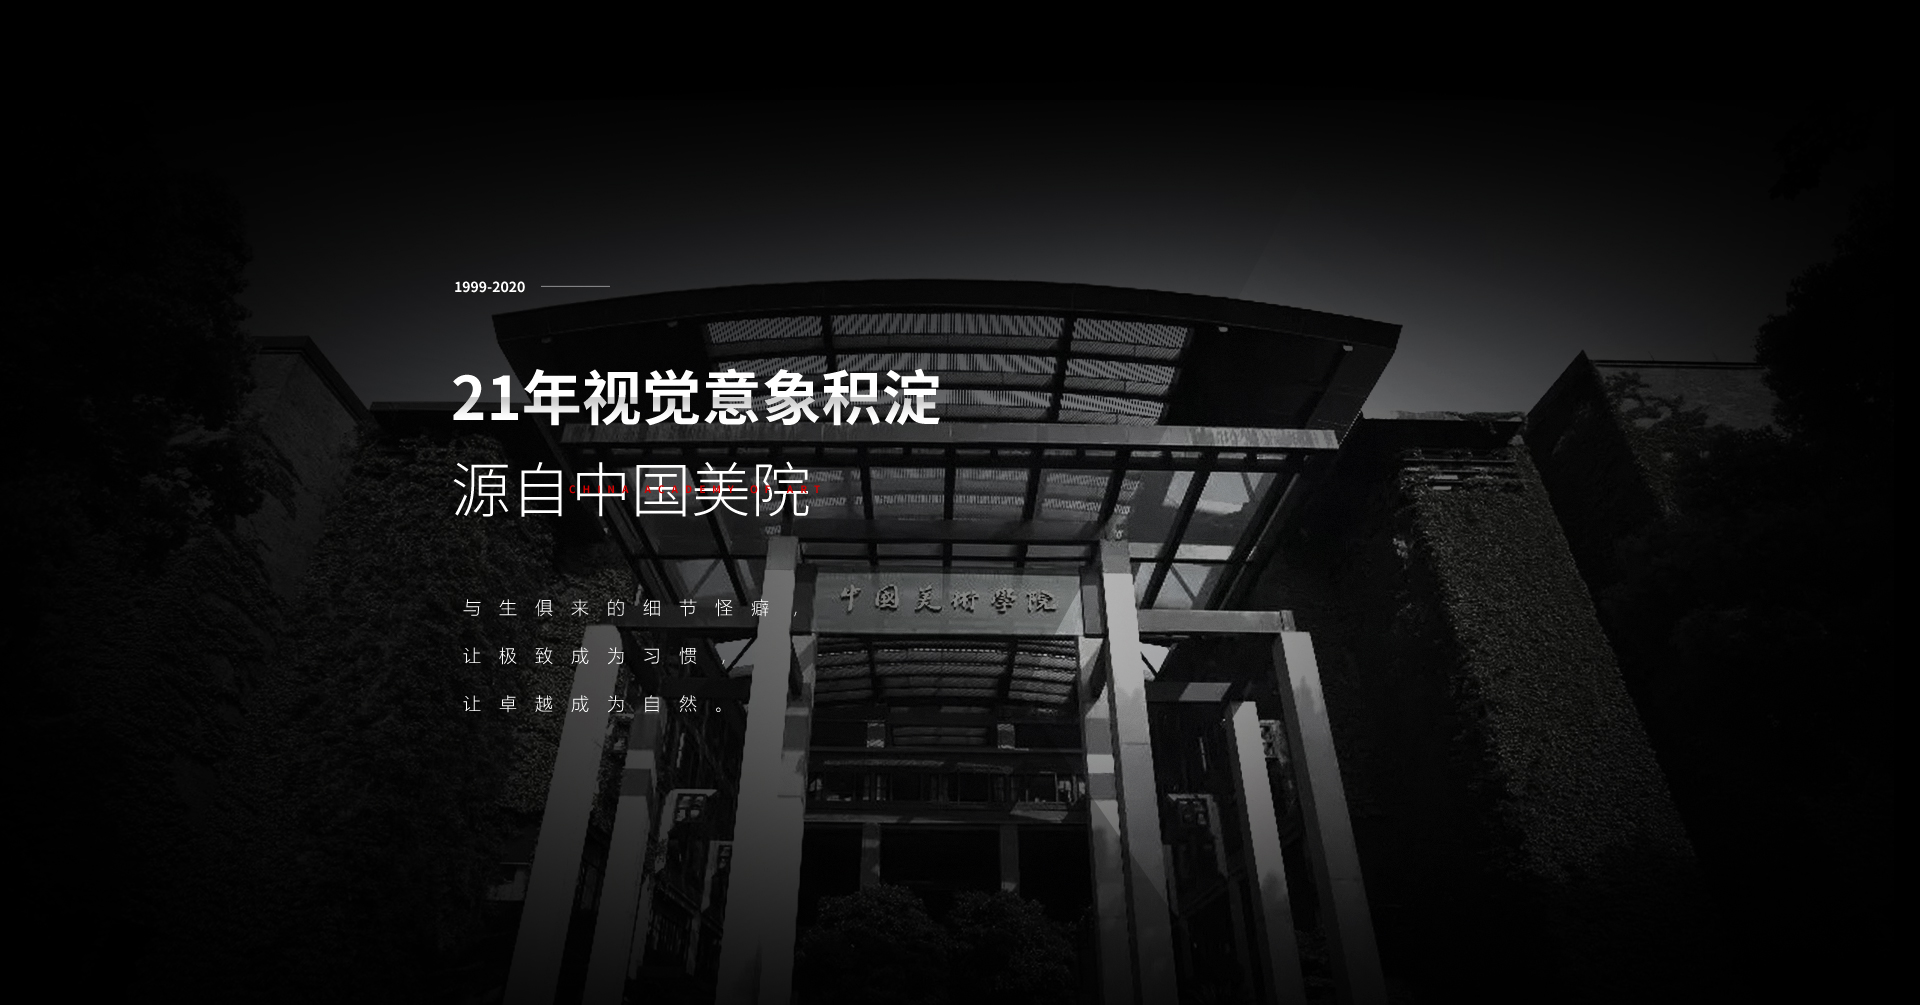 1999-2020
21年视觉意象积淀
源自中国美院
CHINA ACADEMY OF ART
与生俱来的细节怪癖，
中國美術學院
让极致成为习惯，
让卓越成为自然。